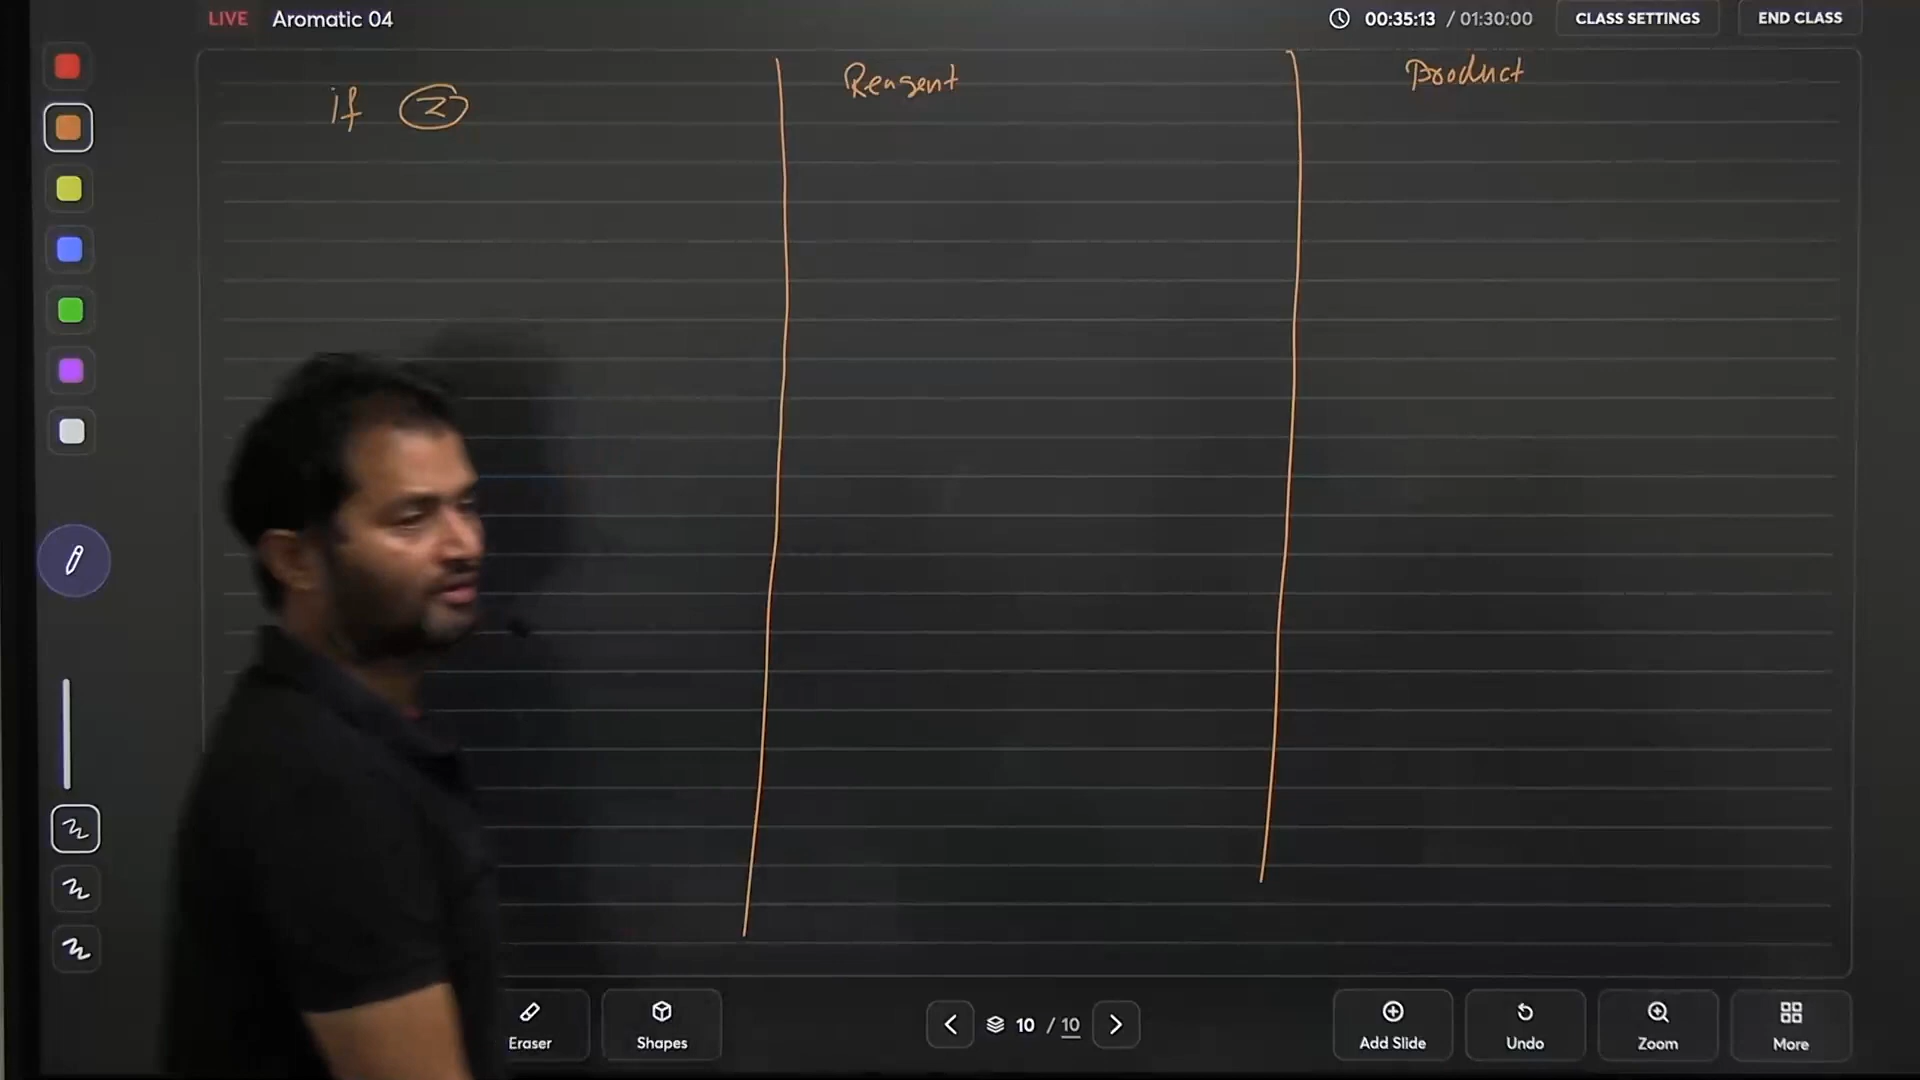 LIVE Aromatic 04
00:35:13 / 01:30:00
CLASS SETTINGS
END CLASS
if Z
Reagent
Product
Eraser
Shapes
10 / 10
Add Slide
Undo
Zoom
More